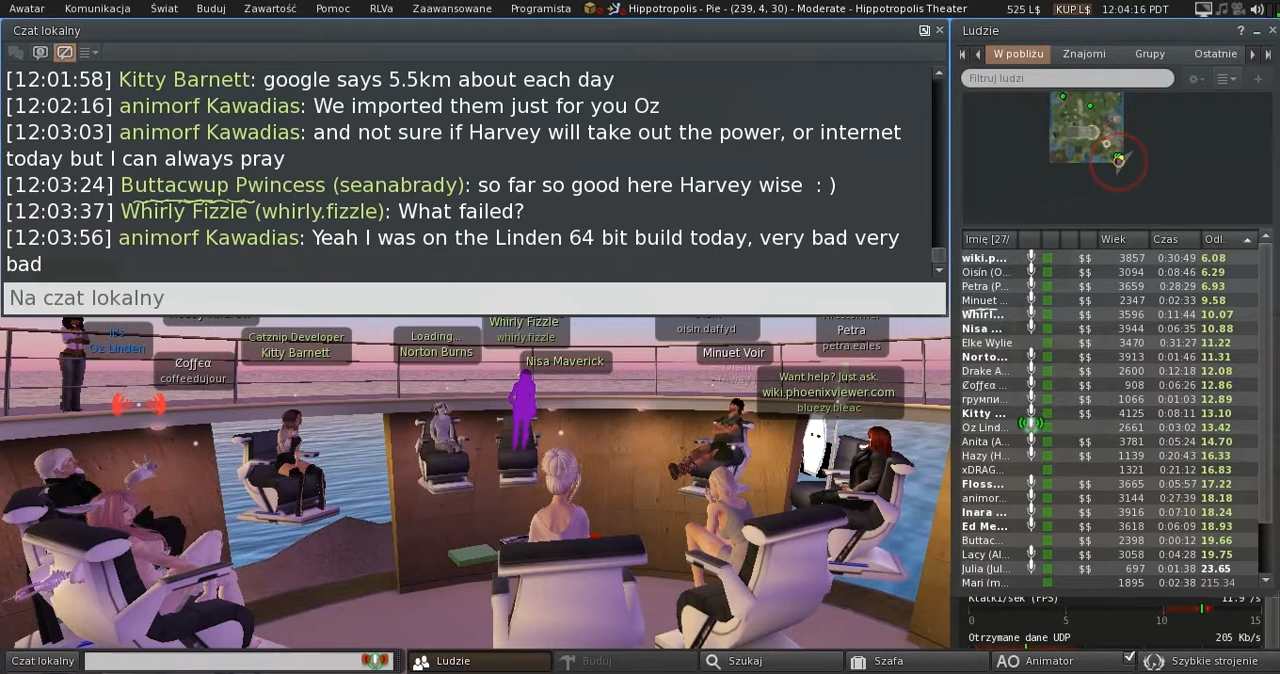 Awatar Komunikacja Świat Buduj Zawartość Pomoc RLVa Zaawansowane Programista Hippotropolis - Pie - (239, 4, 30) - Moderate - Hippotropolis Theater 525 L$ KUP L$ 12:04:16 PDT
Czat lokalny
[12:01:58] Kitty Barnett: google says 5.5km about each day
[12:02:16] animorf Kawadias: We imported them just for you Oz
[12:03:03] animorf Kawadias: and not sure if Harvey will take out the power, or internet
today but I can always pray
[12:03:24] Buttacwup Pwincess (seanabrady): so far so good here Harvey wise : )
[12:03:37] Whirly Fizzle (whirly.fizzle): What failed?
[12:03:56] animorf Kawadias: Yeah I was on the Linden 64 bit build today, very bad very
bad
Na czat lokalny
Oz Linden
Coffee
coffeedujour
Catznip Developer
Kitty Barnett
Loading...
Norton Burns
Whirly Fizzle
whirly.fizzle
Nisa Maverick
oisin.daffyd
Minuet Voir
Oisin
(Away)
Petra
petra.eales
Want help? Just ask.
wiki.phoenixviewer.com
bluezy.bleac
Ludzie
W pobliżu Znajomi Grupy Ostatnie
Filtruj ludzi
Imię [27/ Wiek Czas Odl.
wiki.p... $$ 3857 0:30:49 6.08
Oisín (O... $$ 3094 0:08:46 6.29
Petra (P... $$ 3659 0:28:29 6.93
Minuet ... $$ 2347 0:02:33 9.58
Whirl... $$ 3596 0:11:44 10.07
Nisa ... $$ 3944 0:06:35 10.88
Elke Wylie $$ 3470 0:31:27 11.22
Norto... $$ 3913 0:01:46 11.31
Drake A... $$ 2600 0:12:18 12.08
Ȼoffεα ... $$ 908 0:06:26 12.86
групми... $$ 1066 0:01:03 12.89
Kitty ... $$ 4125 0:08:11 13.10
Oz Lind... 2661 0:03:02 13.42
Anita (A... $$ 3781 0:05:24 14.70
Hazy (H... $$ 1139 0:20:43 16.33
xDRAG... 1321 0:21:12 16.83
Floss... $$ 3665 0:05:57 17.22
animor... $$ 3144 0:27:39 18.18
Inara ... $$ 3916 0:07:10 18.24
Ed Me... $$ 3618 0:06:09 18.93
Buttac... $$ 2398 0:00:12 19.66
Lacy (Al... $$ 3058 0:04:28 19.75
Julia (Jul... $$ 697 0:01:38 23.65
Mari (m... 1895 0:02:38 215.34
Klatki/sek (FPS) 11.9 /s
0 5 10 15
Otrzymane dane UDP 205 Kb/s
Czat lokalny Ludzie Buduj Szukaj Szafa AO Animator Szybkie strojenie